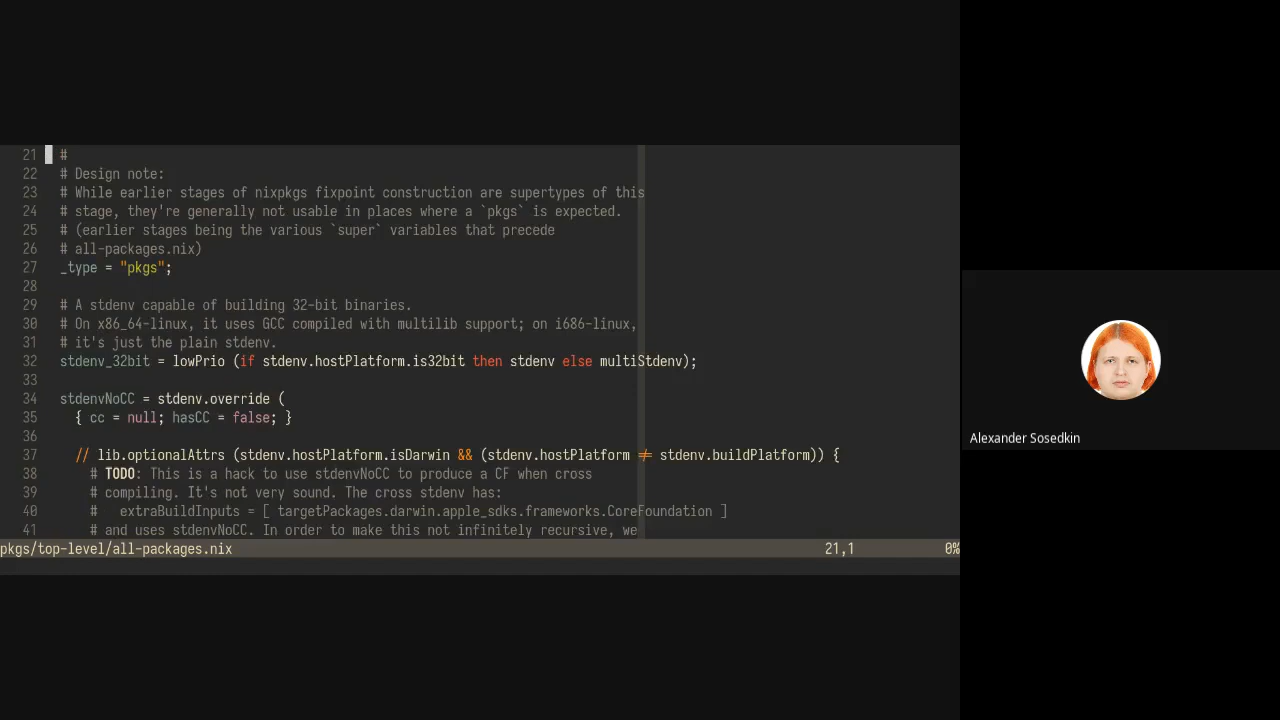 21 #
22 # Design note:
23 # While earlier stages of nixpkgs fixpoint construction are supertypes of this
24 # stage, they're generally not usable in places where a `pkgs` is expected.
25 # (earlier stages being the various `super` variables that precede
26 # all-packages.nix)
27 _type = "pkgs";
28
29 # A stdenv capable of building 32-bit binaries.
30 # On x86_64-linux, it uses GCC compiled with multilib support; on i686-linux,
31 # it's just the plain stdenv.
32 stdenv_32bit = lowPrio (if stdenv.hostPlatform.is32bit then stdenv else multiStdenv);
33
34 stdenvNoCC = stdenv.override (
35 { cc = null; hasCC = false; }
36
37 // lib.optionalAttrs (stdenv.hostPlatform.isDarwin && (stdenv.hostPlatform != stdenv.buildPlatform)) {
38 # TODO: This is a hack to use stdenvNoCC to produce a CF when cross
39 # compiling. It's not very sound. The cross stdenv has:
40 #   extraBuildInputs = [ targetPackages.darwin.apple_sdks.frameworks.CoreFoundation ]
41 # and uses stdenvNoCC. In order to make this not infinitely recursive, we
pkgs/top-level/all-packages.nix 21,1 0%
Alexander Sosedkin